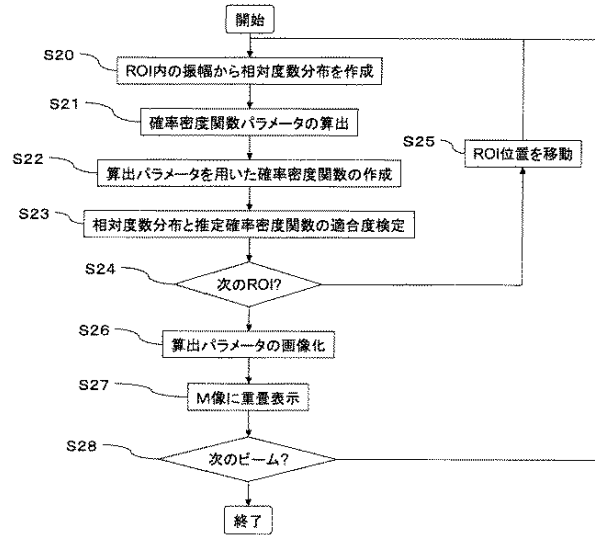 開始
S20
ROI内の振幅から相対度数分布を作成
S21
確率密度関数パラメータの算出
S22
算出パラメータを用いた確率密度関数の作成
S23
相対度数分布と推定確率密度関数の適合度検定
S24
次のROI?
S25
ROI位置を移動
S26
算出パラメータの画像化
S27
M像に重畳表示
S28
次のビーム?
終了